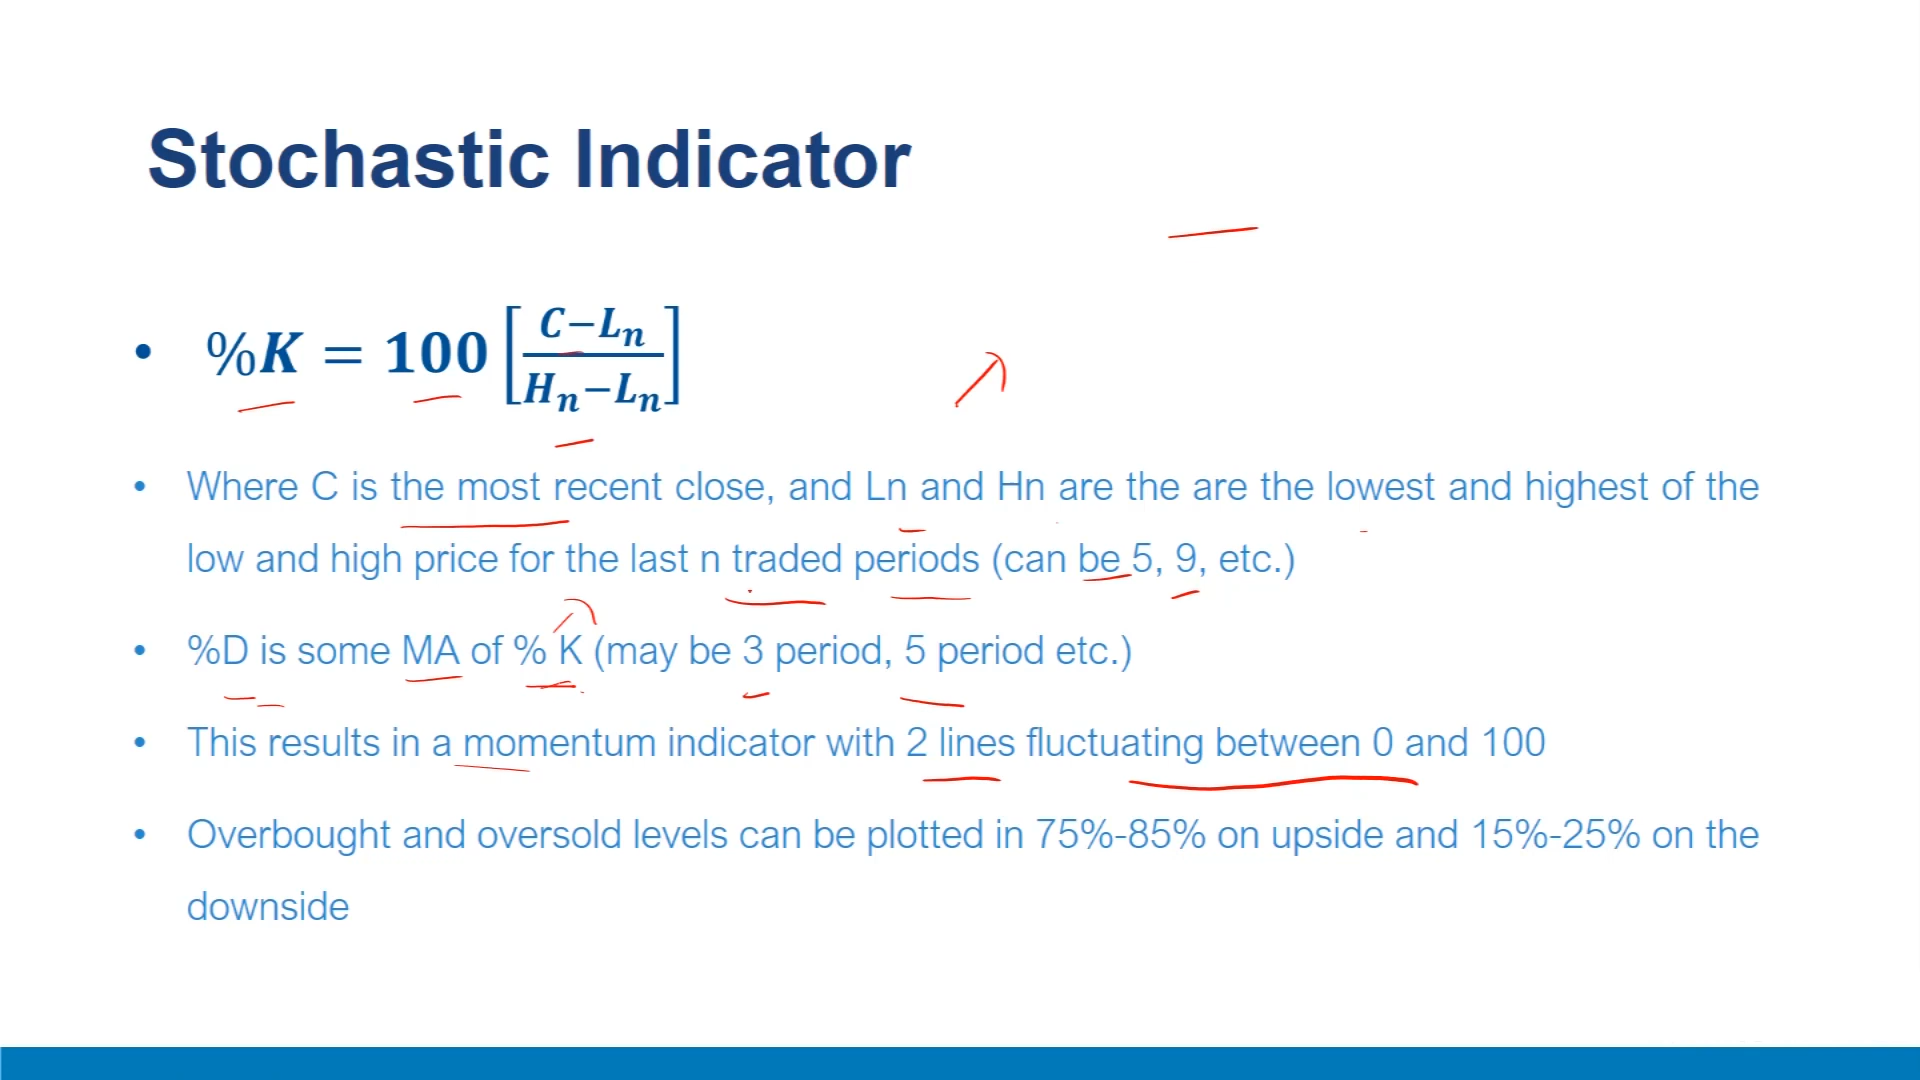 Stochastic Indicator
• %K = 100 [C−Ln / Hn−Ln]
• Where C is the most recent close, and Ln and Hn are the are the lowest and highest of the
low and high price for the last n traded periods (can be 5, 9, etc.)
• %D is some MA of % K (may be 3 period, 5 period etc.)
• This results in a momentum indicator with 2 lines fluctuating between 0 and 100
• Overbought and oversold levels can be plotted in 75%-85% on upside and 15%-25% on the
downside